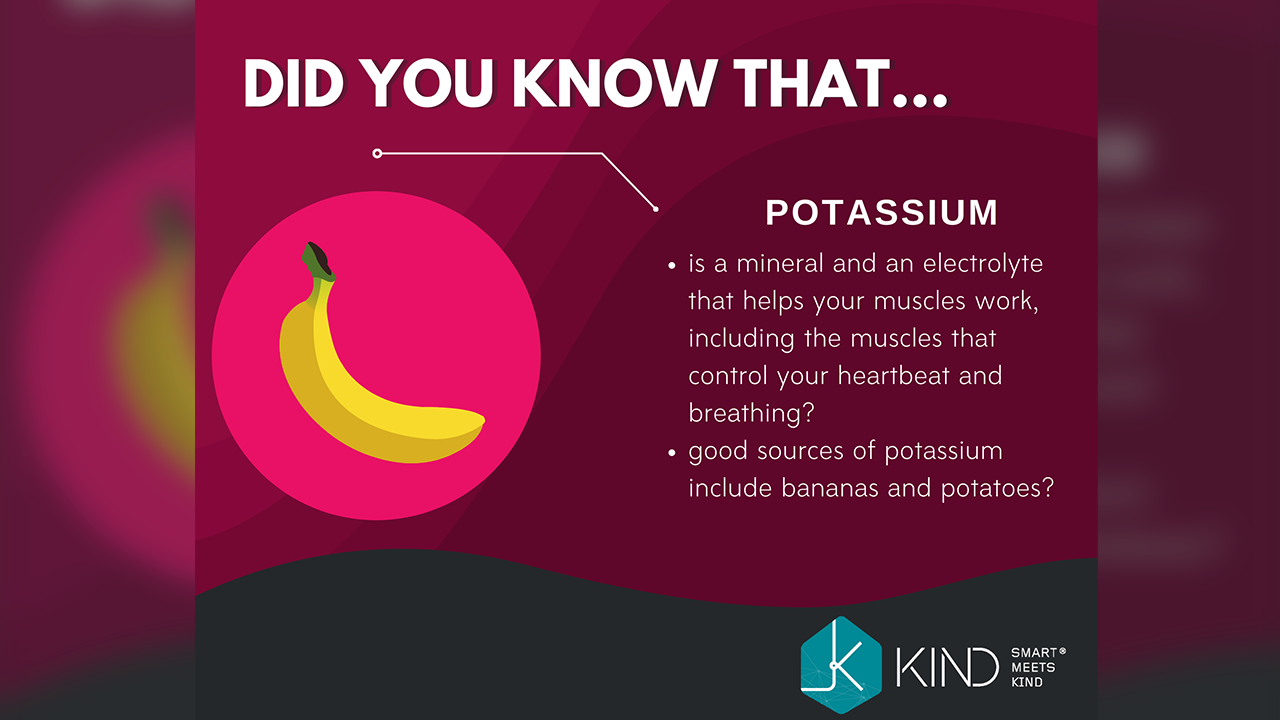 DID YOU KNOW THAT...
POTASSIUM
• is a mineral and an electrolyte
that helps your muscles work,
including the muscles that
control your heartbeat and
breathing?
• good sources of potassium
include bananas and potatoes?
KIND
SMART®
MEETS
KIND